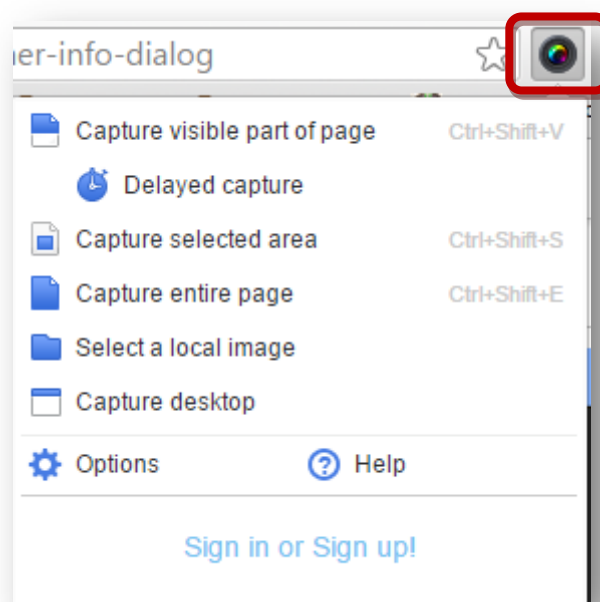 er-info-dialog
Capture visible part of page Ctrl+Shift+V
Delayed capture
Capture selected area Ctrl+Shift+S
Capture entire page Ctrl+Shift+E
Select a local image
Capture desktop
Options Help
Sign in or Sign up!